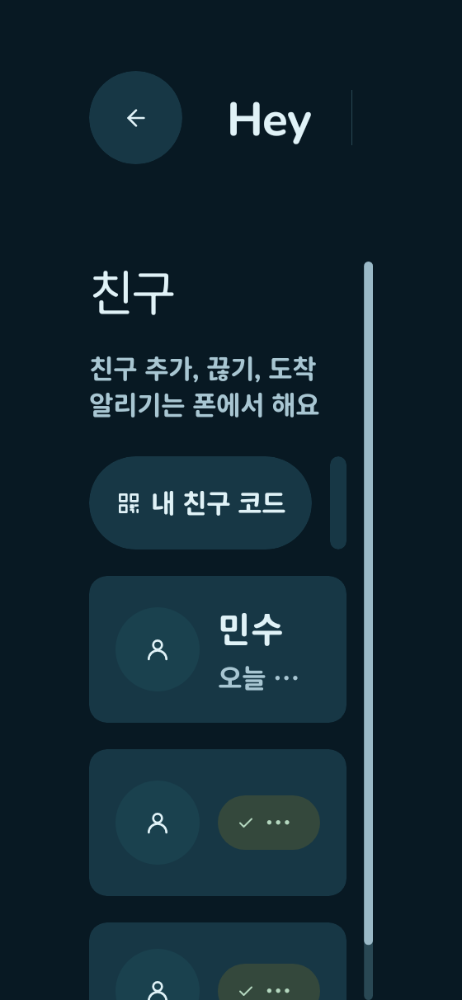 Hey
친구
친구 추가, 끊기, 도착
알리기는 폰에서 해요
내 친구 코드
민수
오늘 ···
···
···